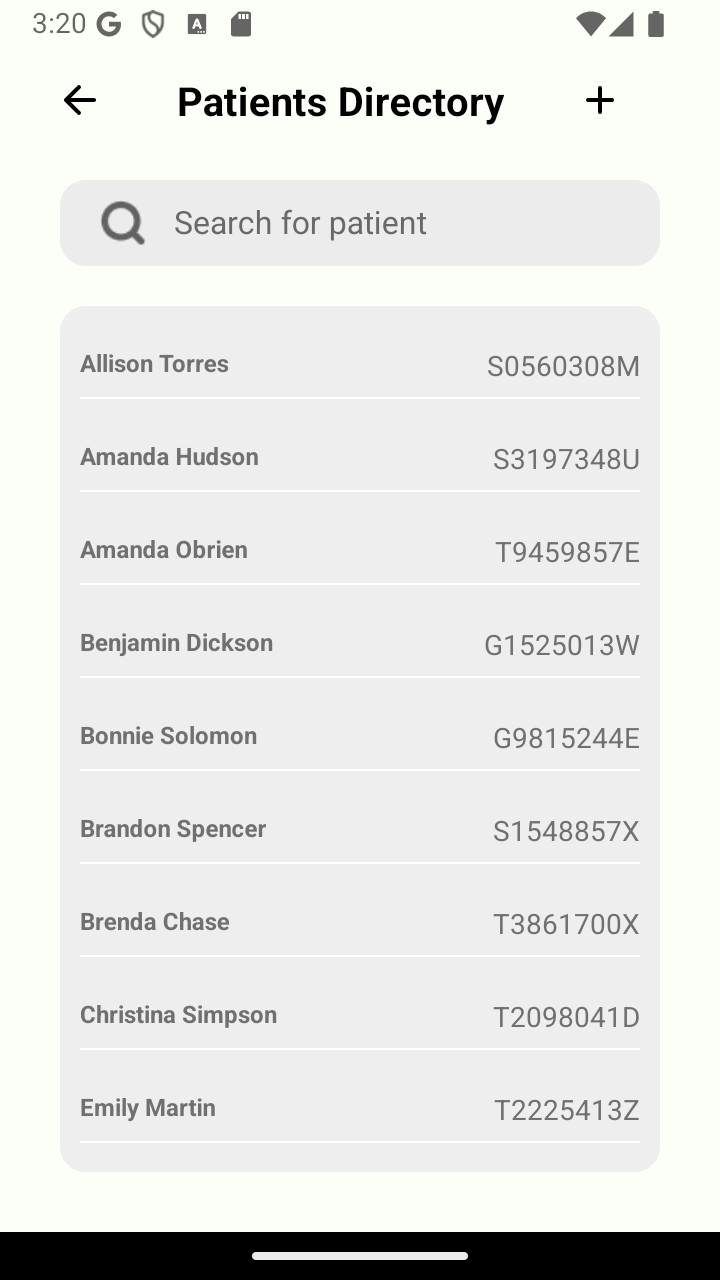 3:20
Patients Directory
Search for patient
Allison Torres S0560308M
Amanda Hudson S3197348U
Amanda Obrien T9459857E
Benjamin Dickson G1525013W
Bonnie Solomon G9815244E
Brandon Spencer S1548857X
Brenda Chase T3861700X
Christina Simpson T2098041D
Emily Martin T2225413Z